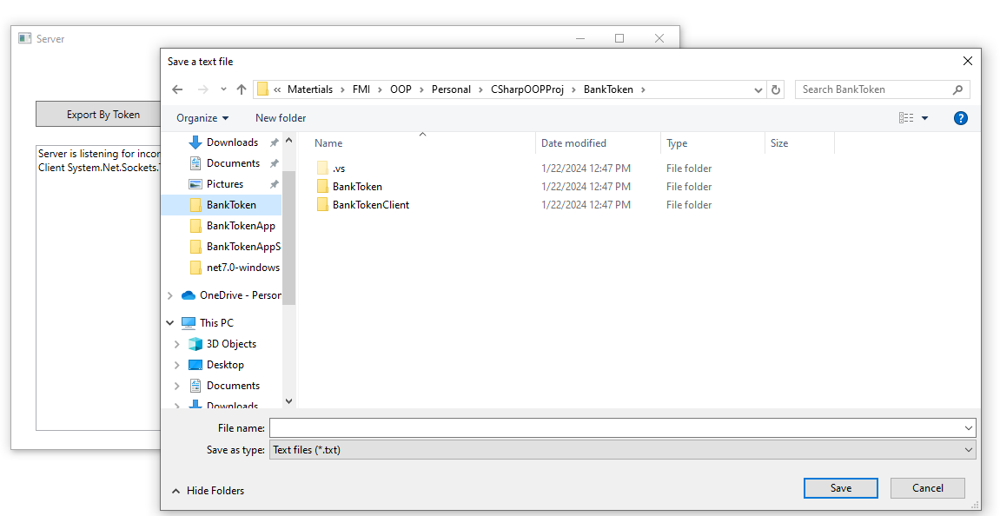 Server
Save a text file
« Matertials › FMI › OOP › Personal › CSharpOOPProj › BankToken ›
Search BankToken
Export By Token
Organize
New folder
?
Server is listening for incor
Client System.Net.Sockets.
Downloads
Documents
Pictures
BankToken
BankTokenApp
BankTokenAppS
net7.0-windows
OneDrive - Person
This PC
3D Objects
Desktop
Documents
Downloads
Name Date modified Type Size
.vs 1/22/2024 12:47 PM File folder
BankToken 1/22/2024 12:47 PM File folder
BankTokenClient 1/22/2024 12:47 PM File folder
File name:
Save as type: Text files (*.txt)
Hide Folders
Save
Cancel